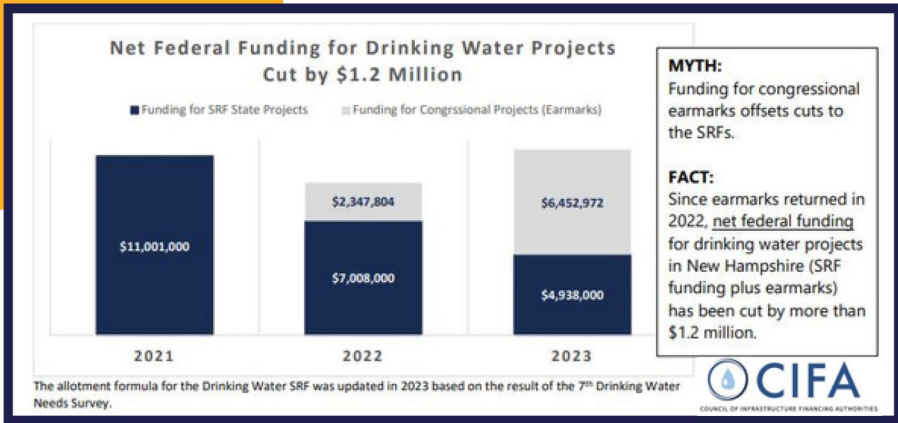 Net Federal Funding for Drinking Water Projects
Cut by $1.2 Million
Funding for SRF State Projects
Funding for Congrssional Projects (Earmarks)
$11,001,000
$2,347,804
$7,008,000
$6,452,972
$4,938,000
2021
2022
2023
The allotment formula for the Drinking Water SRF was updated in 2023 based on the result of the 7th Drinking Water
Needs Survey.
MYTH:
Funding for congressional
earmarks offsets cuts to
the SRFs.
FACT:
Since earmarks returned in
2022, net federal funding
for drinking water projects
in New Hampshire (SRF
funding plus earmarks)
has been cut by more than
$1.2 million.
CIFA
COUNCIL OF INFRASTRUCTURE FINANCING AUTHORITIES